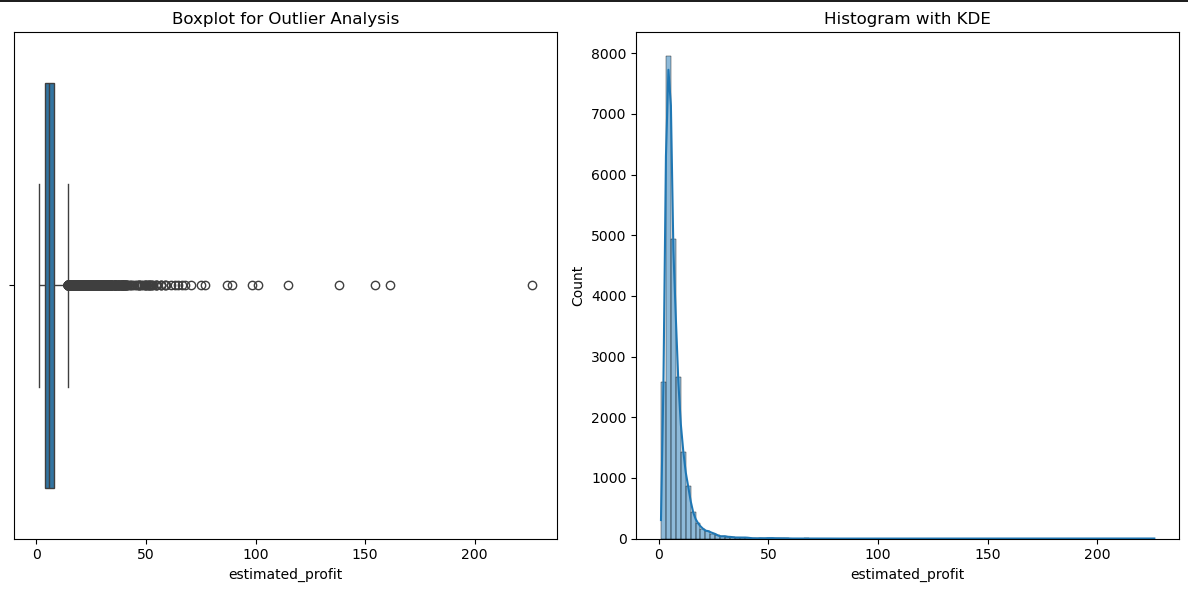 Boxplot for Outlier Analysis
0 50 100 150 200
estimated_profit
Histogram with KDE
8000
7000
6000
5000
4000
3000
2000
1000
0
Count
0 50 100 150 200
estimated_profit